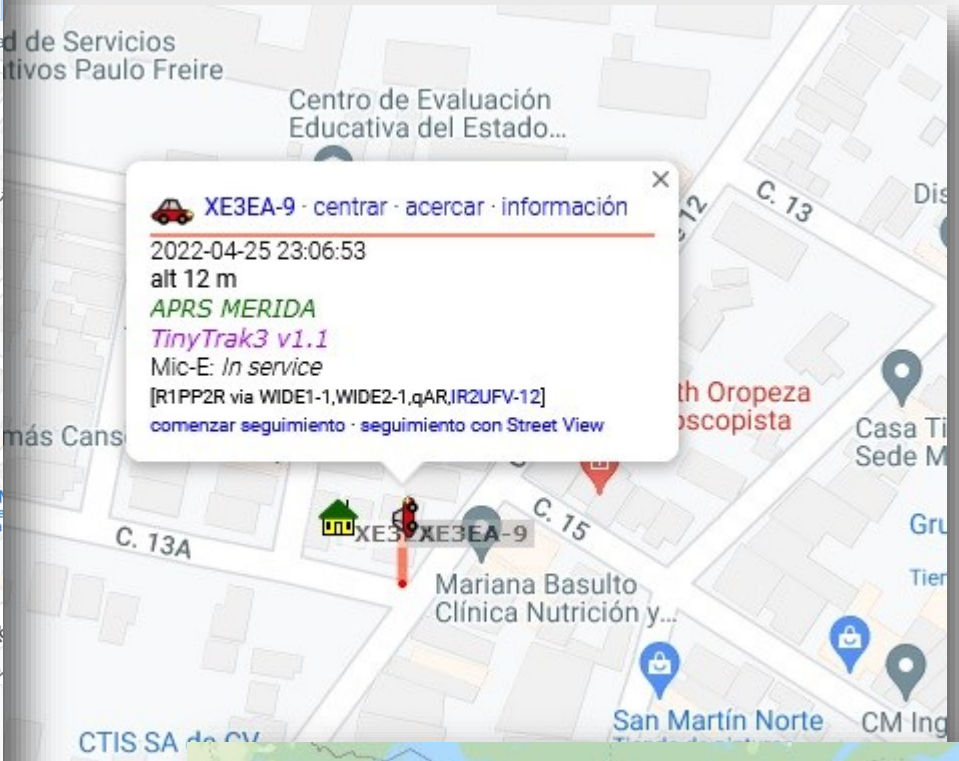 d de Servicios
tivos Paulo Freire
Centro de Evaluación
Educativa del Estado...
C. 13
Dis
12
XE3EA-9 · centrar · acercar · información
2022-04-25 23:06:53
alt 12 m
APRS MERIDA
TinyTrak3 v1.1
Mic-E: In service
[R1PP2R via WIDE1-1,WIDE2-1,qAR,IR2UFV-12]
comenzar seguimiento · seguimiento con Street View
th Oropeza
oscopista
Casa Ti
Sede M
más Cans
C. 15
XE3
XE3EA-9
Gru
C. 13A
Tier
Mariana Basulto
Clínica Nutrición y...
San Martín Norte
CM Ing
CTIS SA de CV